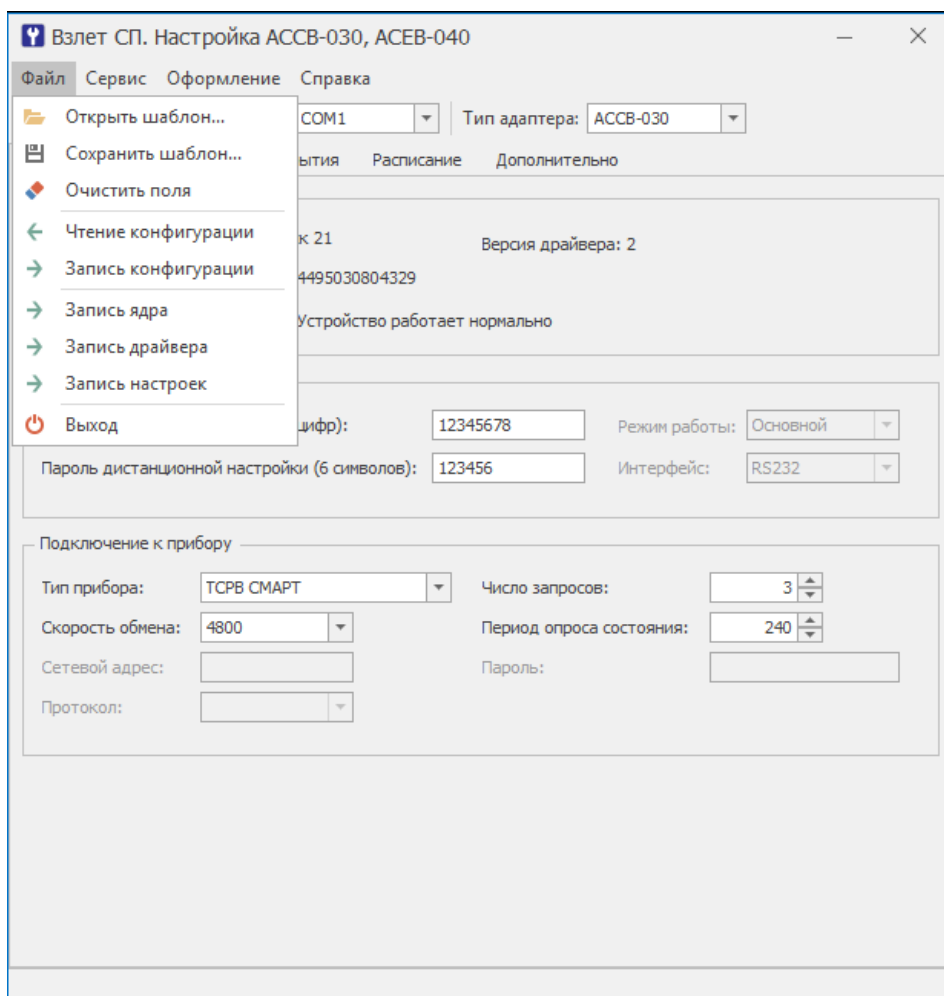 Взлет СП. Настройка АССВ-030, АСЕВ-040
Файл Сервис Оформление Справка
Открыть шаблон...
COM1 Тип адаптера: АССВ-030
Сохранить шаблон...
Расписание Дополнительно
Очистить поля
Чтение конфигурации
к 21 Версия драйвера: 2
Запись конфигурации
4495030804329
Запись ядра
Устройство работает нормально
Запись драйвера
Запись настроек
Выход
цифр): 12345678 Режим работы: Основной
Пароль дистанционной настройки (6 символов): 123456 Интерфейс: RS232
Подключение к прибору
Тип прибора: ТСРВ СМАРТ Число запросов: 3
Скорость обмена: 4800 Период опроса состояния: 240
Сетевой адрес: Пароль:
Протокол: